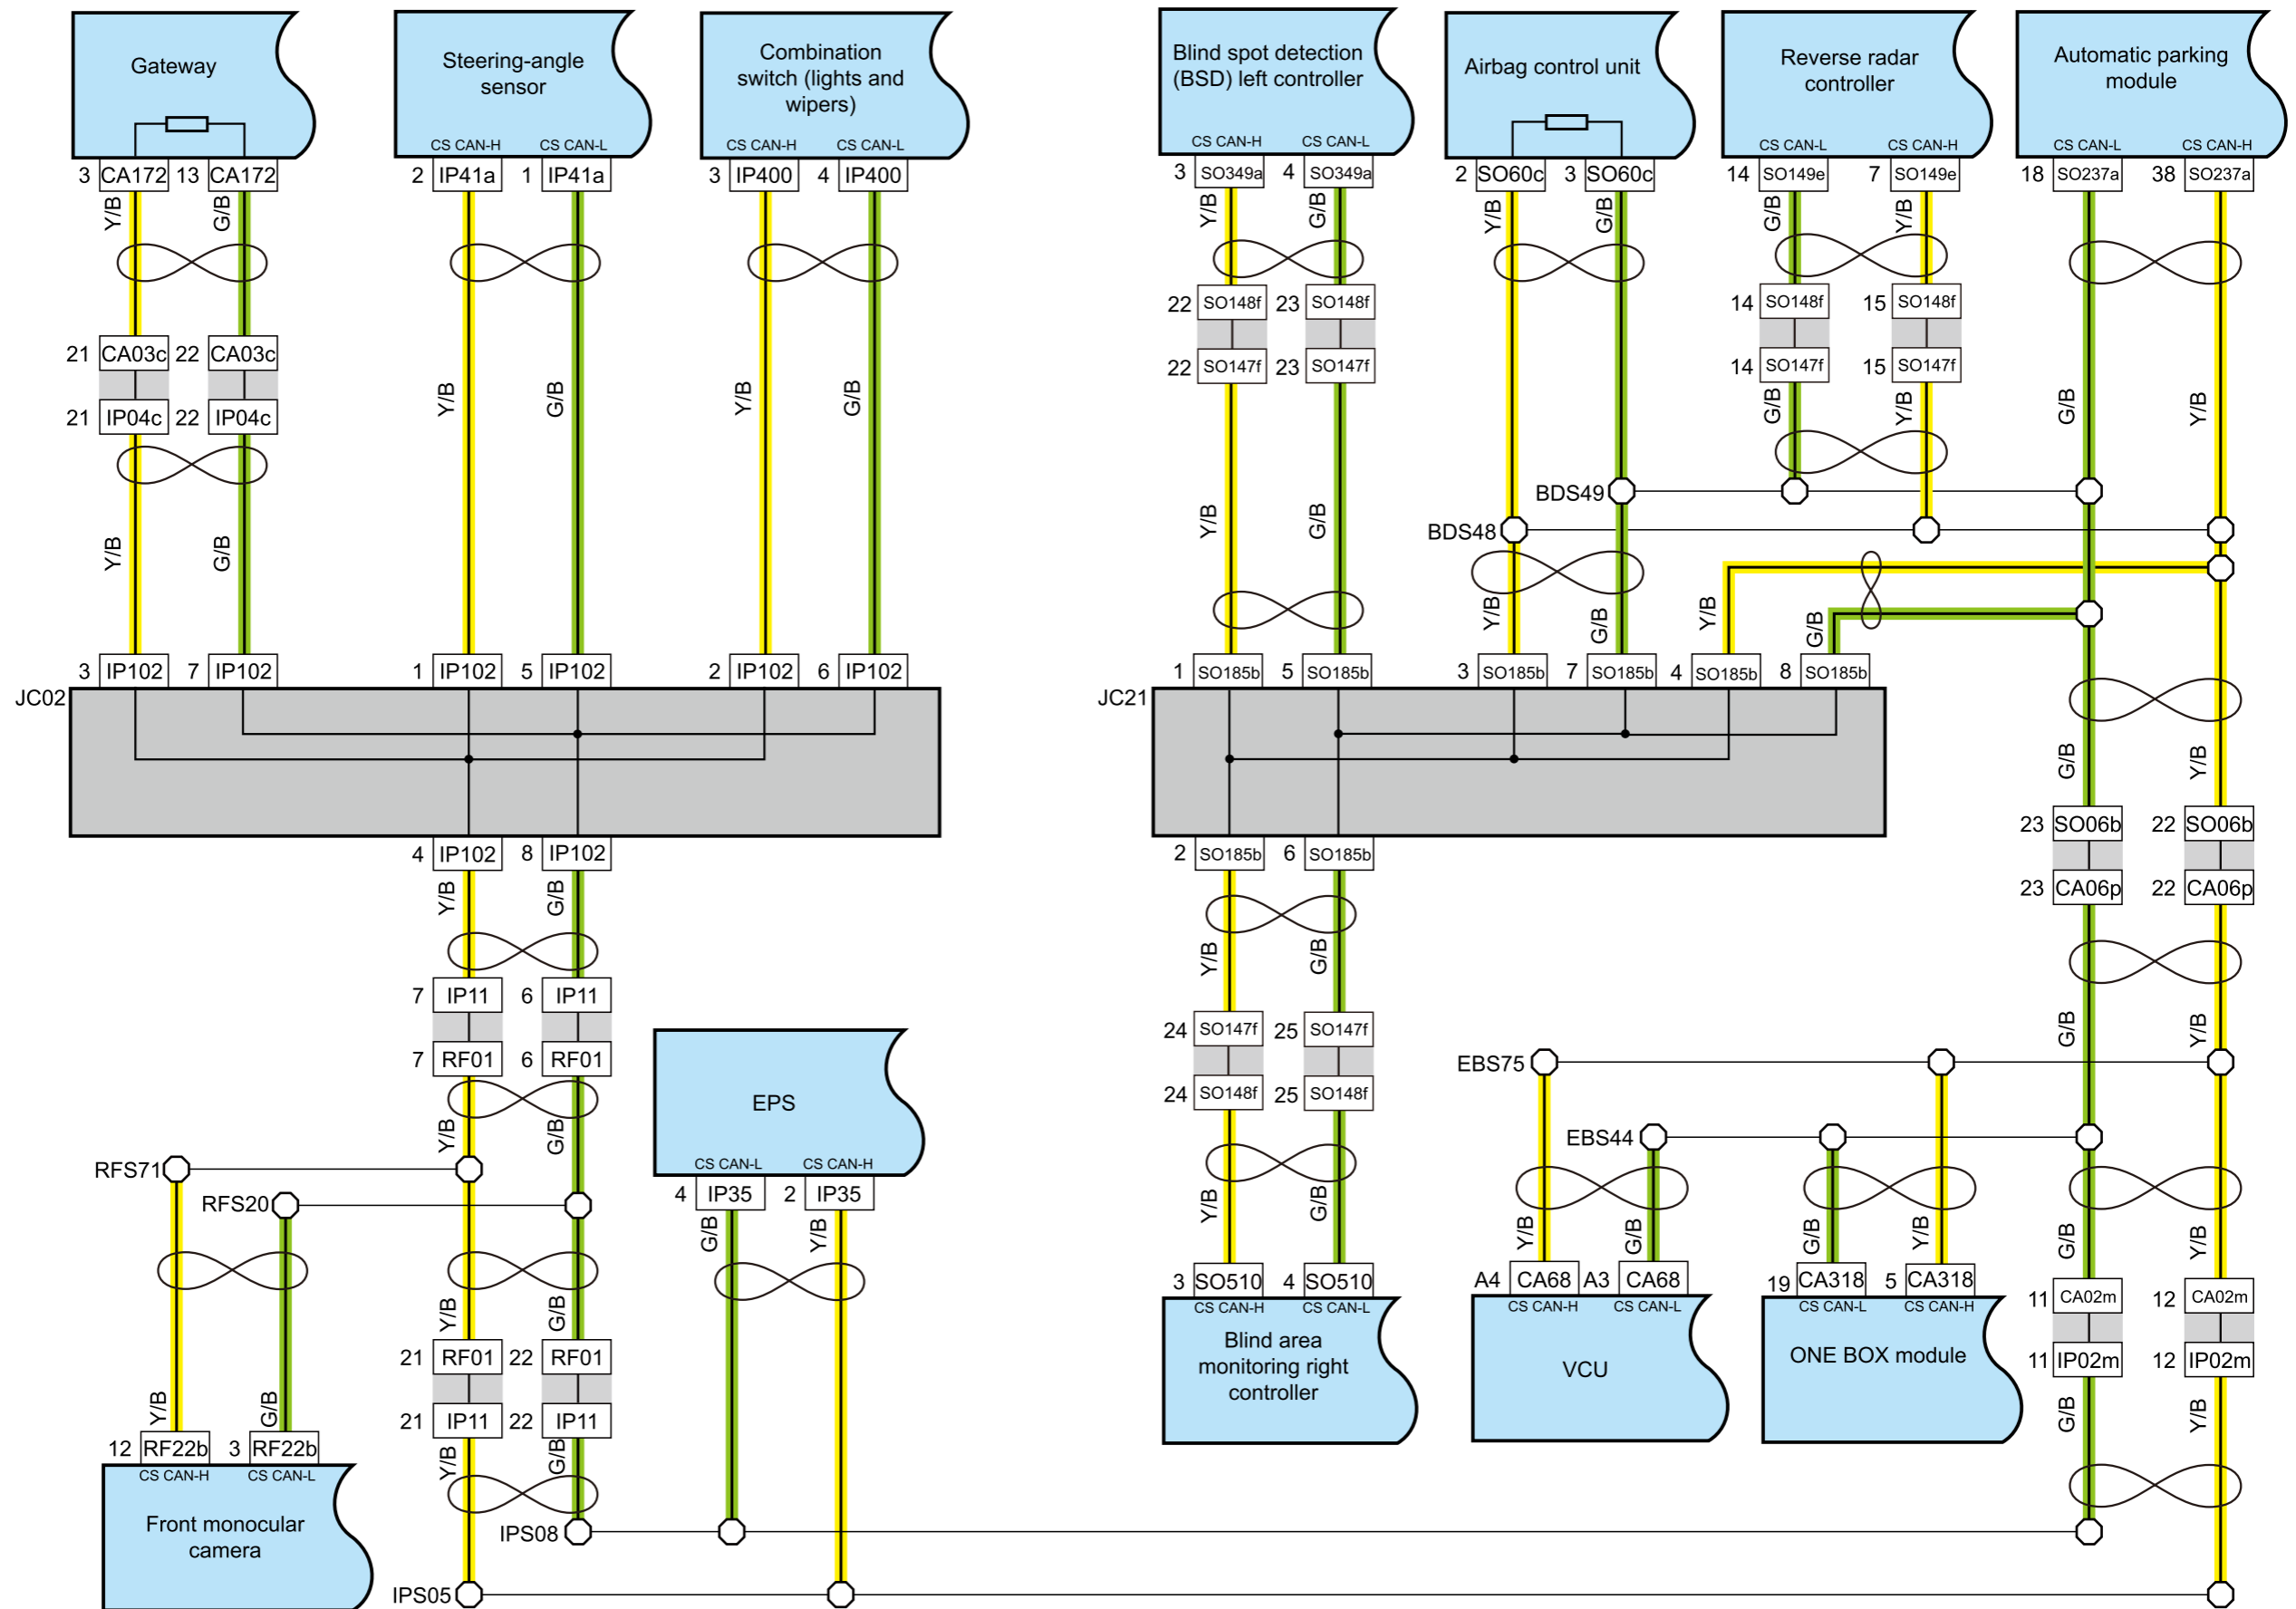 Gateway
Steering-angle
sensor
CS CAN-H
CS CAN-L
Combination
switch (lights and
wipers)
CS CAN-H
CS CAN-L
Blind spot detection
(BSD) left controller
CS CAN-H
CS CAN-L
Airbag control unit
Reverse radar
controller
CS CAN-L
CS CAN-H
Automatic parking
module
CS CAN-L
CS CAN-H
3 CA172 13 CA172
2 IP41a 1 IP41a
3 IP400 4 IP400
3 SO349a 4 SO349a
2 SO60c 3 SO60c
14 SO149e 7 SO149e
18 SO237a 38 SO237a
Y/B G/B
Y/B G/B
Y/B G/B
G/B Y/B
22 SO148f 23 SO148f
14 SO148f 15 SO148f
21 CA03c 22 CA03c
22 SO147f 23 SO147f
14 SO147f 15 SO147f
21 IP04c 22 IP04c
Y/B G/B
Y/B G/B
G/B Y/B
G/B Y/B
BDS49
BDS48
Y/B G/B
Y/B G/B
Y/B G/B
Y/B G/B
3 IP102 7 IP102
1 IP102 5 IP102
2 IP102 6 IP102
1 SO185b 5 SO185b
3 SO185b 7 SO185b
4 SO185b 8 SO185b
JC02
JC21
G/B Y/B
4 IP102 8 IP102
2 SO185b 6 SO185b
23 SO06b 22 SO06b
23 CA06p 22 CA06p
Y/B G/B
Y/B G/B
7 IP11 6 IP11
7 RF01 6 RF01
24 SO147f 25 SO147f
24 SO148f 25 SO148f
G/B Y/B
EBS75
EBS44
EPS
CS CAN-L
CS CAN-H
4 IP35 2 IP35
Y/B G/B
RFS71
RFS20
G/B Y/B
Y/B G/B
Y/B G/B
G/B Y/B
G/B Y/B
3 SO510 4 SO510
CS CAN-H
CS CAN-L
Blind area
monitoring right
controller
A4 CA68 A3 CA68
CS CAN-H
CS CAN-L
VCU
19 CA318 5 CA318
CS CAN-L
CS CAN-H
ONE BOX module
11 CA02m 12 CA02m
11 IP02m 12 IP02m
Y/B G/B
21 RF01 22 RF01
21 IP11 22 IP11
Y/B G/B
Y/B G/B
G/B Y/B
12 RF22b 3 RF22b
CS CAN-H
CS CAN-L
Front monocular
camera
IPS08
IPS05